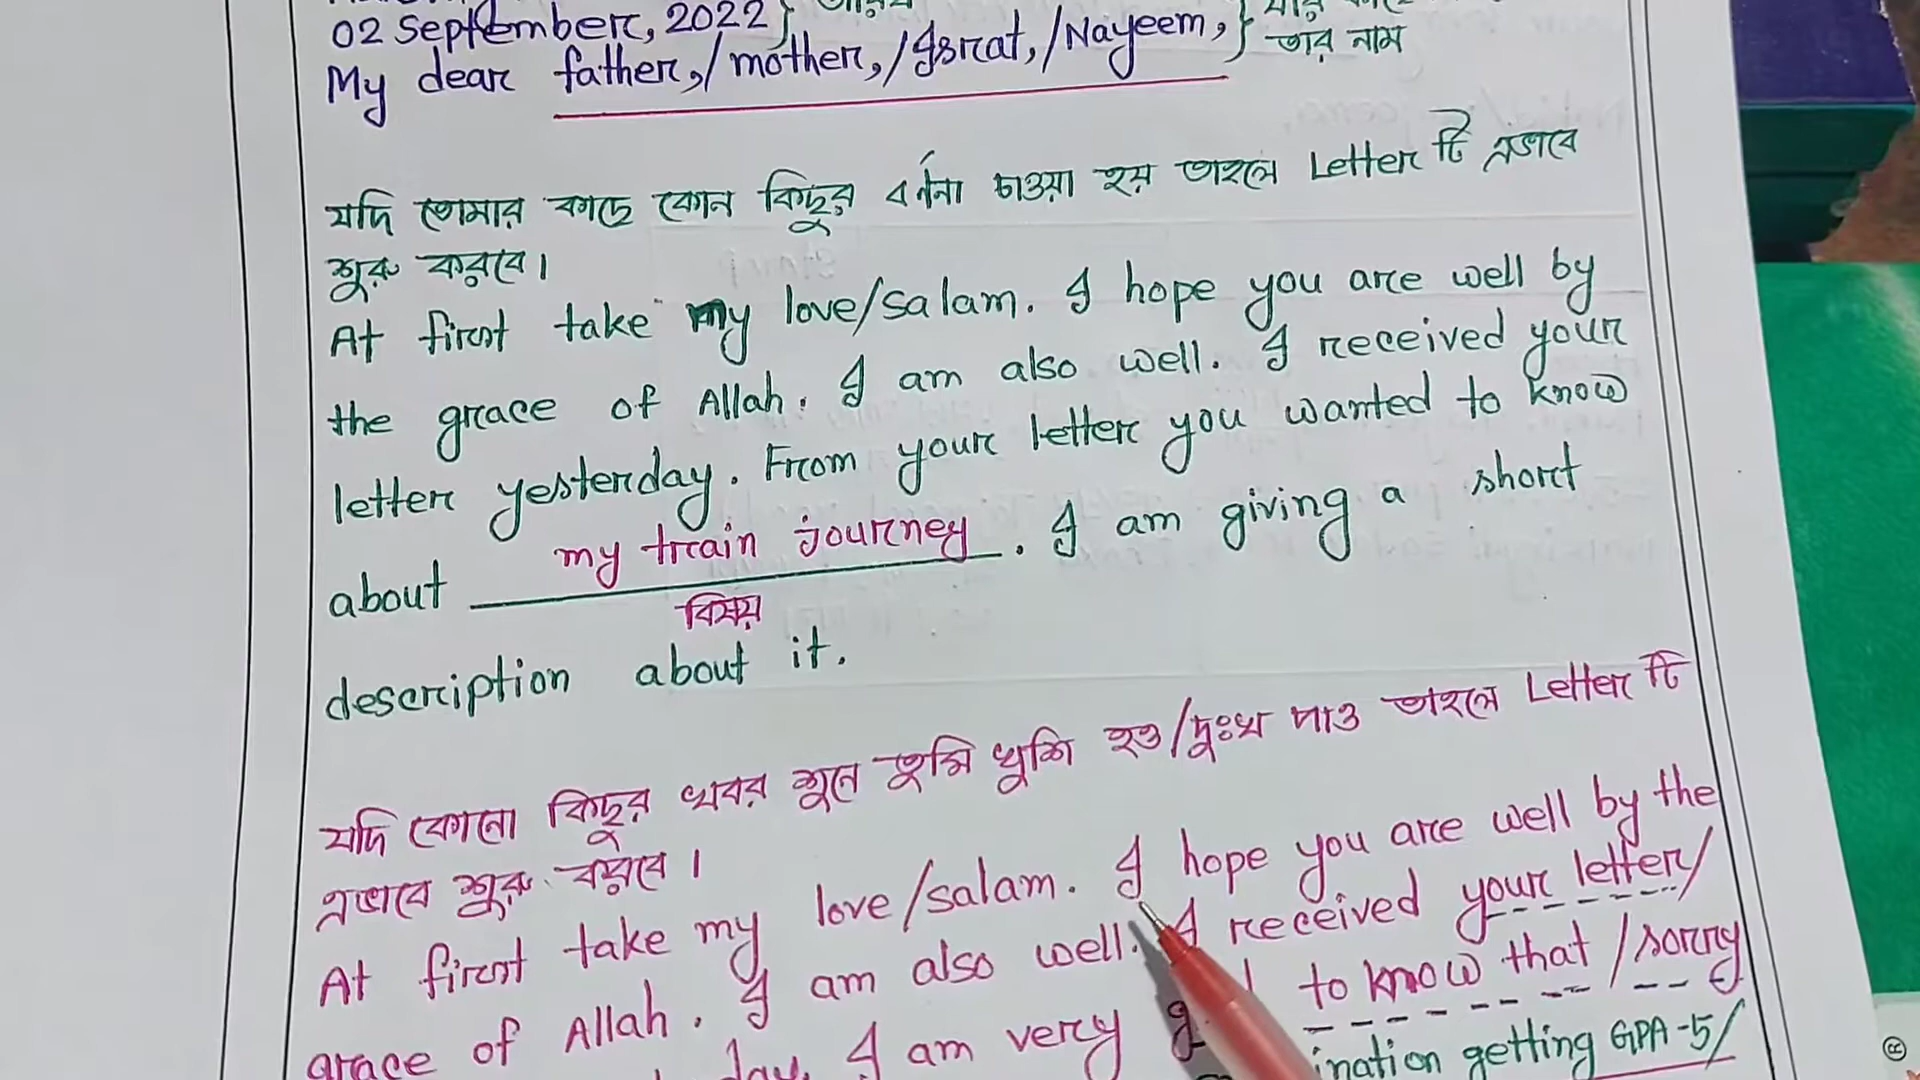 02 September, 2022
My dear father,/mother,/Israt,/Nayeem,} তার নাম
যদি তোমার কাছে কোন কিছুর বর্ণনা চাওয়া হয় তাহলে Letter টি এভাবে
শুরু করবে।
At first take my love/salam. I hope you are well by
the grace of Allah. I am also well. I received your
letter yesterday. From your letter you wanted to know
about my train journey. I am giving a short
বিষয়
description about it.
যদি কোনো কিছুর খবর শুনে তুমি খুশি হও/দুঃখ পাও তাহলে Letter টি
এভাবে শুরু করবে।
At first take my love/salam. I hope you are well by the
grace of Allah. I am also well. I received your letter/
I am very to know that/sorry
getting GPA-5/